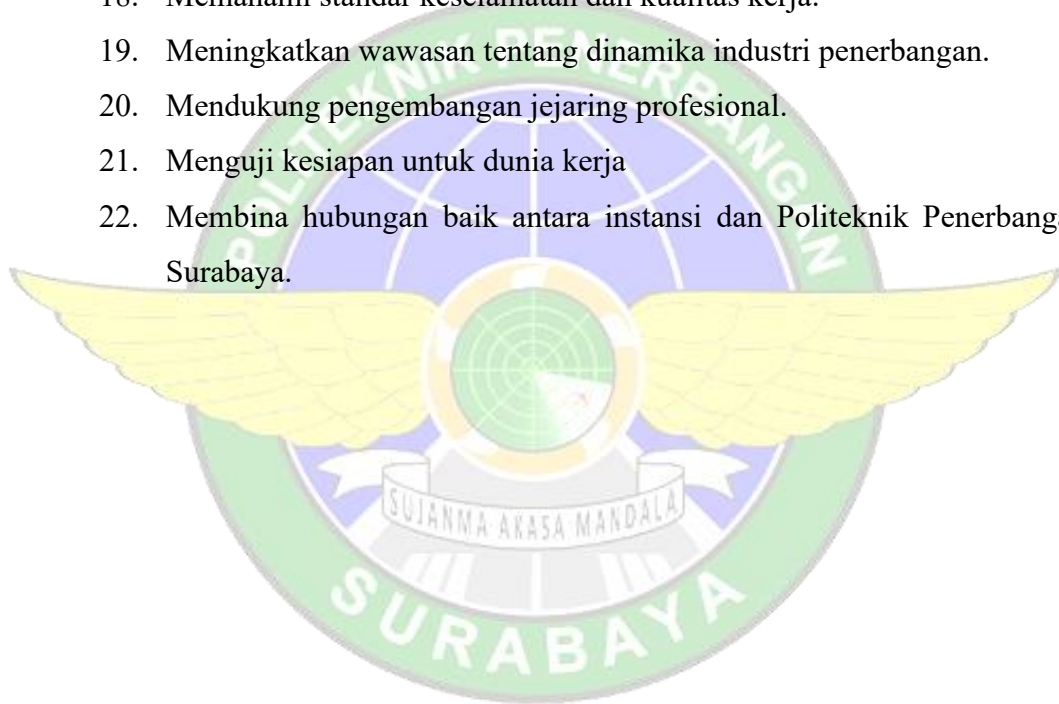 18. Memahami standar keselamatan dan kualitas kerja.
19. Meningkatkan wawasan tentang dinamika industri penerbangan.
20. Mendukung pengembangan jejaring profesional.
21. Menguji kesiapan untuk dunia kerja
22. Membina hubungan baik antara instansi dan Politeknik
Surabaya.
POLITEKNIK PENERBANGAN
SUJANMA AKASA MANDALA
SURABAYA